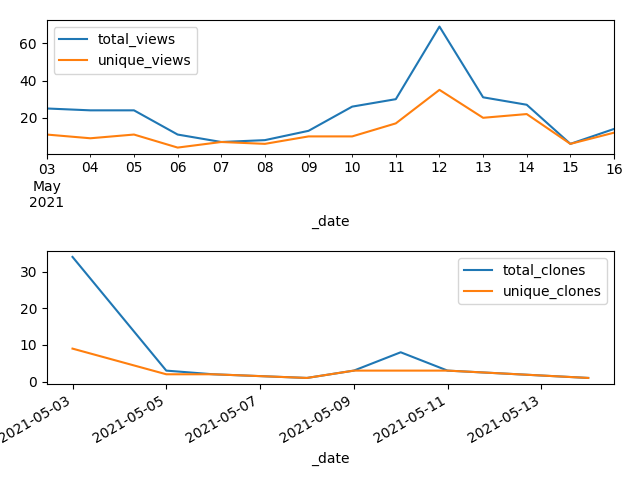 total_views
unique_views
60
40
20
03 04 05 06 07 08 09 10 11 12 13 14 15 16
May
2021
_date
total_clones
unique_clones
30
20
10
0
2021-05-03 2021-05-05 2021-05-07 2021-05-09 2021-05-11 2021-05-13
_date